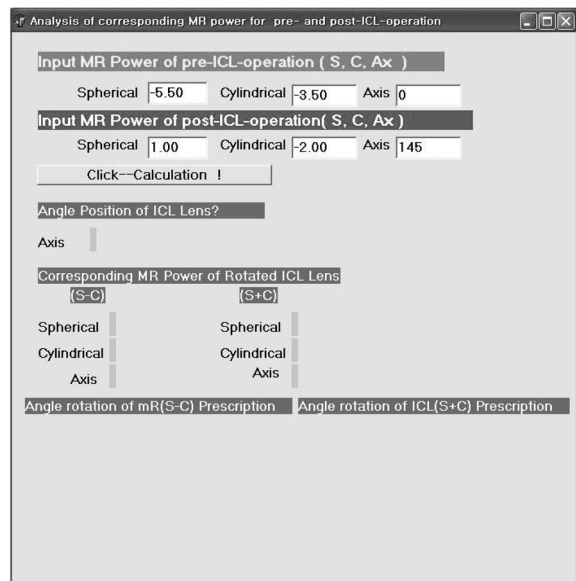 Analysis of corresponding MR power for pre- and post-ICL-operation
Input MR Power of pre-ICL-operation ( S, C, Ax )
Spherical -5.50 Cylindrical -3.50 Axis 0
Input MR Power of post-ICL-operation( S, C, Ax )
Spherical 1.00 Cylindrical -2.00 Axis 145
Click--Calculation !
Angle Position of ICL Lens?
Axis
Corresponding MR Power of Rotated ICL Lens
(S-C) (S+C)
Spherical Spherical
Cylindrical Cylindrical
Axis Axis
Angle rotation of mR(S-C) Prescription Angle rotation of ICL(S+C) Prescription